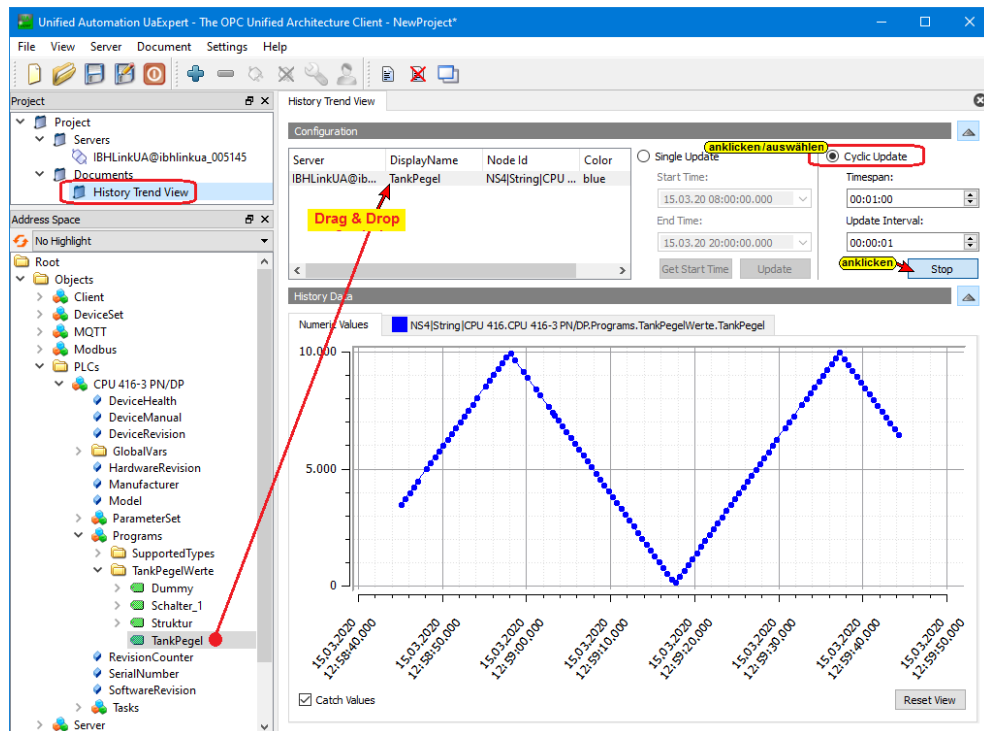 Unified Automation UaExpert - The OPC Unified Architecture Client - NewProject*
File View Server Document Settings Help
Project
Project
Servers
IBHLinkUA@ibhlinkua_005145
Documents
History Trend View
Address Space
No Highlight
Root
Objects
Client
DeviceSet
MQTT
Modbus
PLCs
CPU 416-3 PN/DP
DeviceHealth
DeviceManual
DeviceRevision
GlobalVars
HardwareRevision
Manufacturer
Model
ParameterSet
Programs
SupportedTypes
TankPegelWerte
Dummy
Schalter_1
Struktur
TankPegel
RevisionCounter
SerialNumber
SoftwareRevision
Tasks
Server
History Trend View
Configuration
Server DisplayName Node Id Color
IBHLinkUA@ib... TankPegel NS4|String|CPU ... blue
Drag & Drop
anklicken/auswählen
Single Update
Start Time:
15.03.20 08:00:00.000
End Time:
15.03.20 20:00:00.000
Get Start Time Update
Cyclic Update
Timespan:
00:01:00
Update Interval:
00:00:01
anklicken
Stop
History Data
Numeric Values NS4|String|CPU 416.CPU 416-3 PN/DP.Programs.TankPegelWerte.TankPegel
10.000
5.000
0
15.03.2020 12:58:40.000
15.03.2020 12:58:50.000
15.03.2020 12:59:00.000
15.03.2020 12:59:10.000
15.03.2020 12:59:20.000
15.03.2020 12:59:30.000
15.03.2020 12:59:40.000
15.03.2020 12:59:50.000
Catch Values
Reset View